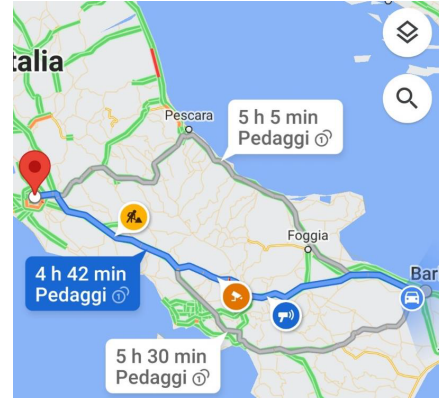 talia
Pescara
5 h 5 min
Pedaggi
Foggia
4 h 42 min
Pedaggi
Bar
5 h 30 min
Pedaggi